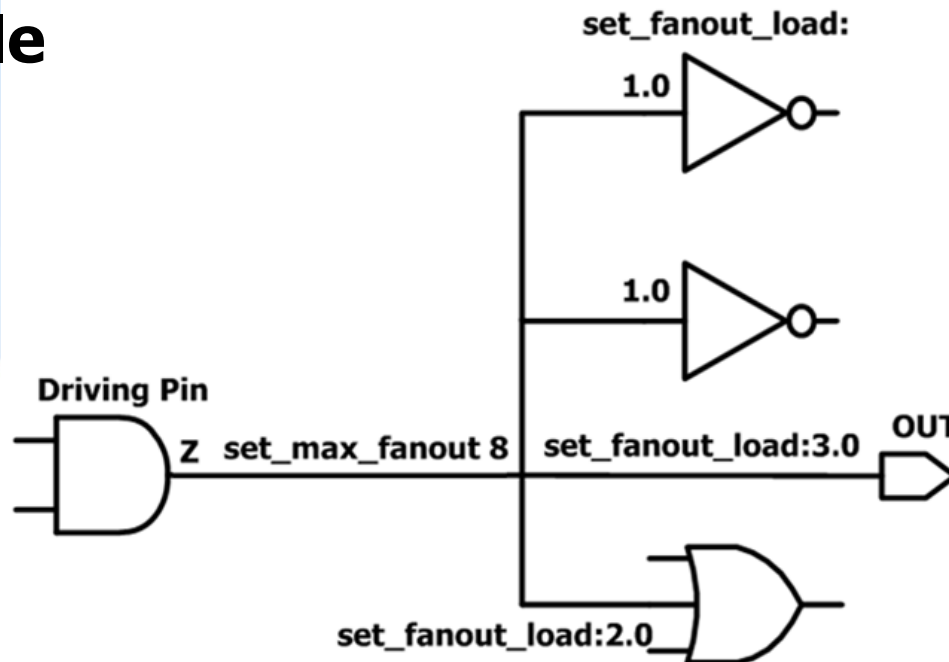 set_fanout_load:
1.0
1.0
Driving Pin
Z set_max_fanout 8 set_fanout_load:3.0
set_fanout_load:2.0